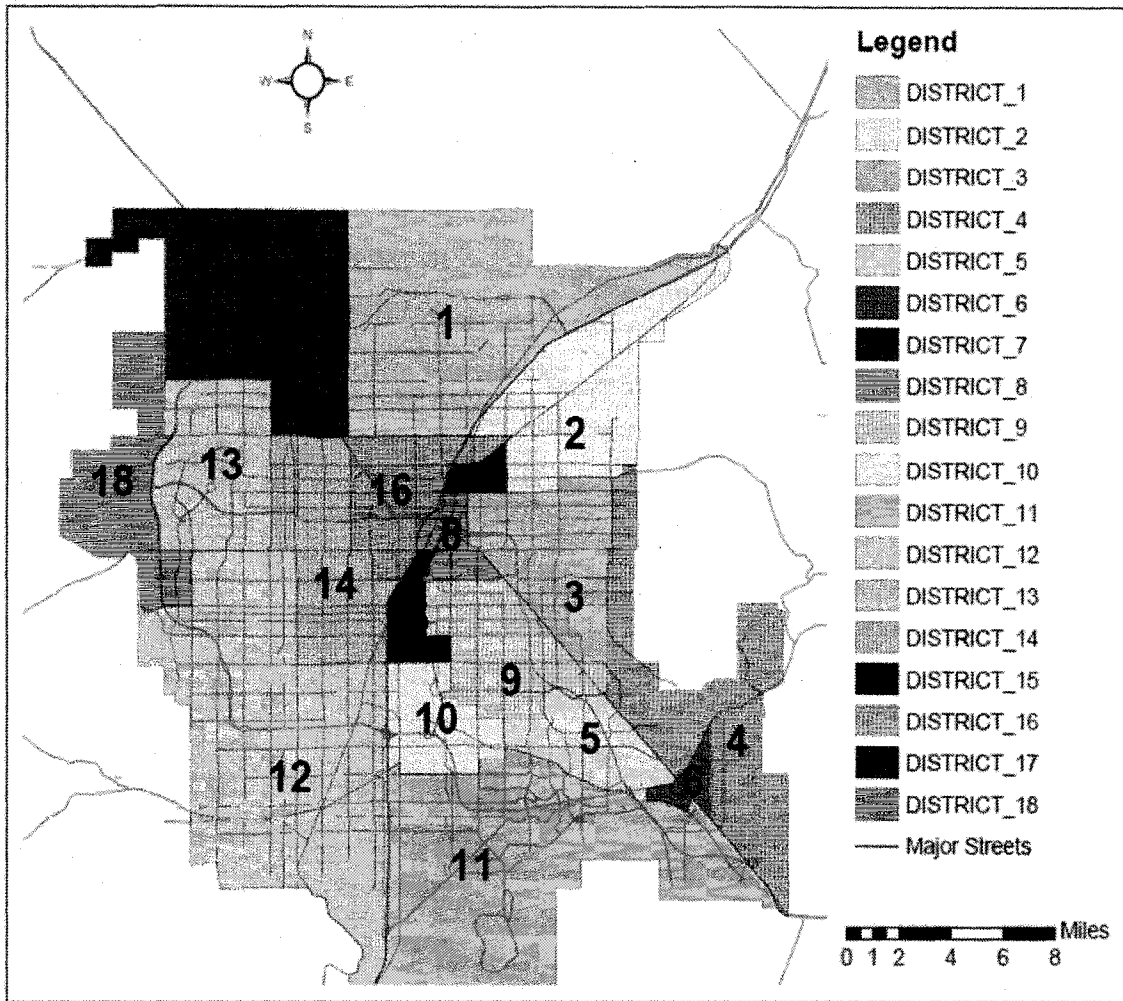 N
W E
S
Legend
DISTRICT_1
DISTRICT_2
DISTRICT_3
DISTRICT_4
DISTRICT_5
DISTRICT_6
DISTRICT_7
DISTRICT_8
DISTRICT_9
DISTRICT_10
DISTRICT_11
DISTRICT_12
DISTRICT_13
DISTRICT_14
DISTRICT_15
DISTRICT_16
DISTRICT_17
DISTRICT_18
Major Streets
Miles
0 1 2 4 6 8
1
2
13
18
16
8
14
3
9
10
5
4
6
12
11